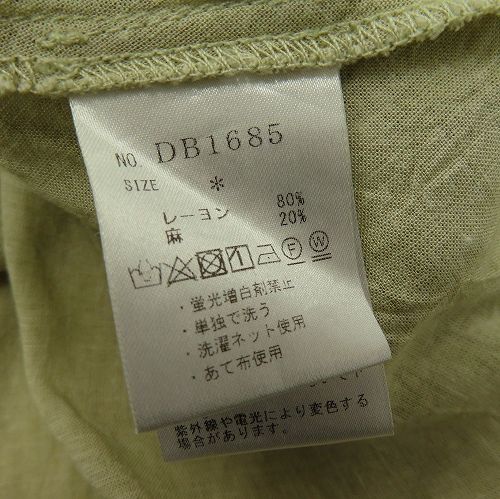 NO. DB1685
SIZE *
レーヨン 80%
麻 20%
F W
・蛍光増白剤禁止
・単独で洗う
・洗濯ネット使用
・あて布使用
紫外線や電光により変色する
場合があります。